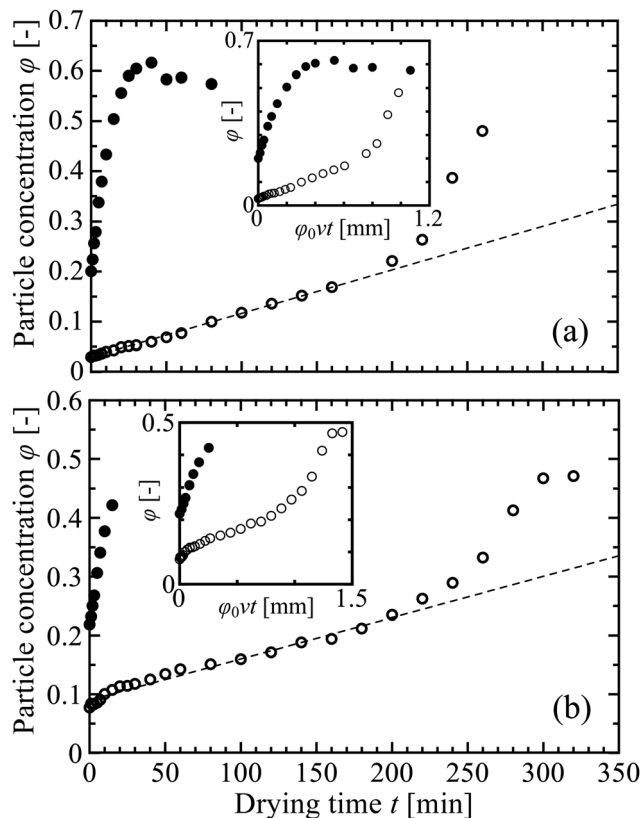 Particle concentration φ [-]
0.7
0.6
0.5
0.4
0.3
0.2
0.1
0
0.7
φ [-]
0
0
1.2
φ₀vt [mm]
(a)
Particle concentration φ [-]
0.6
0.5
0.4
0.3
0.2
0.1
0
0.5
φ [-]
0
0
1.5
φ₀vt [mm]
(b)
0 50 100 150 200 250 300 350
Drying time t [min]